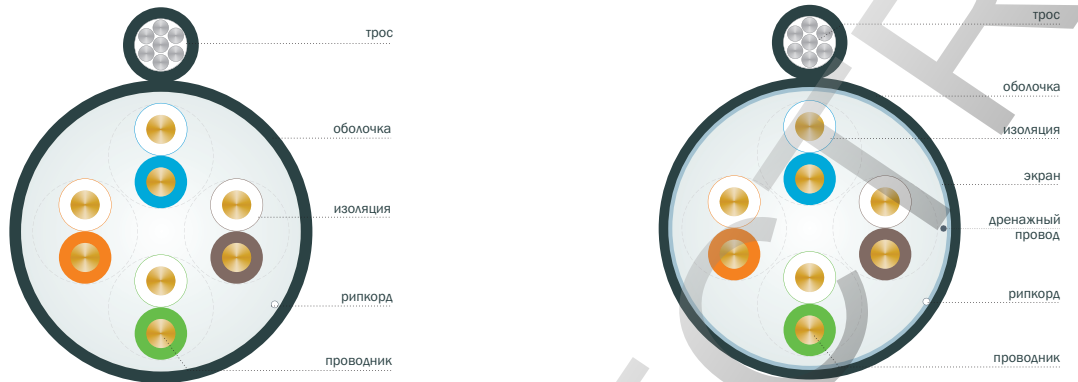 трос
оболочка
изоляция
рипкорд
проводник
трос
оболочка
изоляция
экран
дренажный
провод
рипкорд
проводник